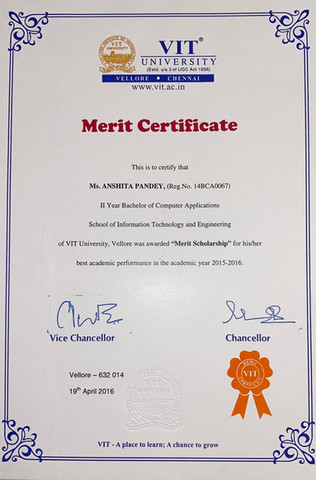 VIT®
UNIVERSITY
(Estd. u/s 3 of UGC Act 1956)
VELLORE • CHENNAI
www.vit.ac.in
Merit Certificate
This is to certify that
Ms. ANSHITA PANDEY, (Reg.No. 14BCA0067)
II Year Bachelor of Computer Applications
School of Information Technology and Engineering
of VIT University, Vellore was awarded “Merit Scholarship” for his/her
best academic performance in the academic year 2015-2016.
Vice Chancellor
Chancellor
Vellore – 632 014
19th April 2016
MERIT
VIT
CERTIFICATE
VIT - A place to learn; A chance to grow